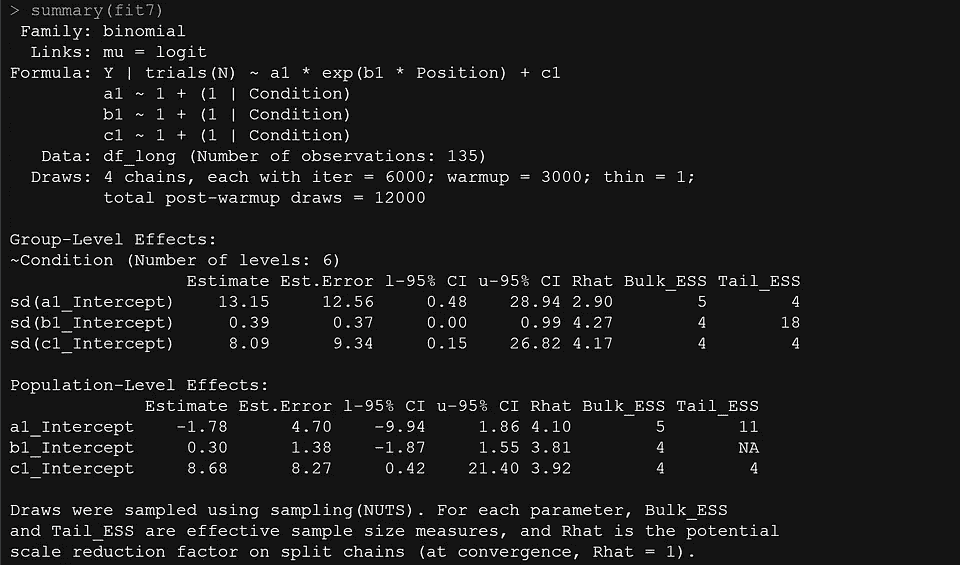 > summary(fit7)
Family: binomial
Links: mu = logit
Formula: Y | trials(N) ~ a1 * exp(b1 * Position) + c1
a1 ~ 1 + (1 | Condition)
b1 ~ 1 + (1 | Condition)
c1 ~ 1 + (1 | Condition)
Data: df_long (Number of observations: 135)
Draws: 4 chains, each with iter = 6000; warmup = 3000; thin = 1;
total post-warmup draws = 12000
Group-Level Effects:
~Condition (Number of levels: 6)
Estimate Est.Error l-95% CI u-95% CI Rhat Bulk_ESS Tail_ESS
sd(a1_Intercept) 13.15 12.56 0.48 28.94 2.90 5 4
sd(b1_Intercept) 0.39 0.37 0.00 0.99 4.27 4 18
sd(c1_Intercept) 8.09 9.34 0.15 26.82 4.17 4 4
Population-Level Effects:
Estimate Est.Error l-95% CI u-95% CI Rhat Bulk_ESS Tail_ESS
a1_Intercept -1.78 4.70 -9.94 1.86 4.10 5 11
b1_Intercept 0.30 1.38 -1.87 1.55 3.81 4 NA
c1_Intercept 8.68 8.27 0.42 21.40 3.92 4 4
Draws were sampled using sampling(NUTS). For each parameter, Bulk_ESS
and Tail_ESS are effective sample size measures, and Rhat is the potential
scale reduction factor on split chains (at convergence, Rhat = 1).